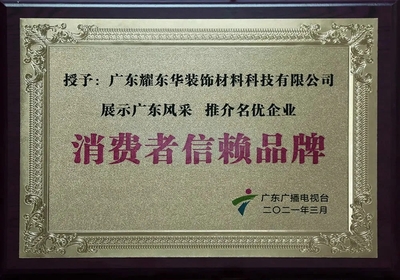 授予：广东耀东华装饰材料科技有限公司
展示广东风采 推介名优企业
消费者信赖品牌
广东广播电视台
二〇二一年三月